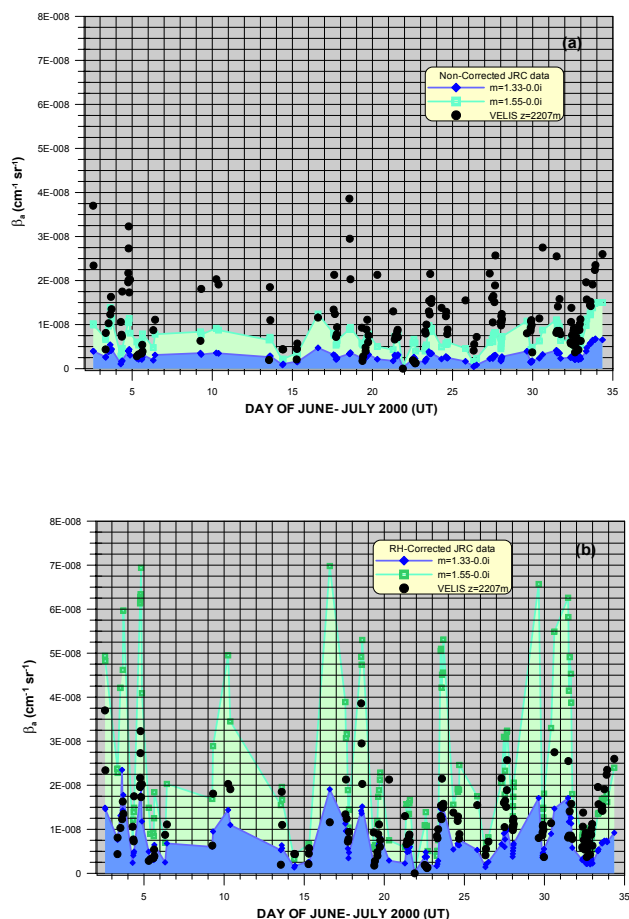 8E-008
(a)
7E-008
Non-Corrected JRC data
m=1.33-0.0i
m=1.55-0.0i
VELIS z=2207m
6E-008
5E-008
4E-008
3E-008
2E-008
1E-008
0
βa (cm-1 sr-1)
5 10 15 20 25 30 35
DAY OF JUNE- JULY 2000 (UT)
8E-008
(b)
RH-Corrected JRC data
m=1.33-0.0i
m=1.55-0.0i
VELIS z=2207m
7E-008
6E-008
5E-008
4E-008
3E-008
2E-008
1E-008
0
βa (cm-1 sr-1)
5 10 15 20 25 30 35
DAY OF JUNE- JULY 2000 (UT)